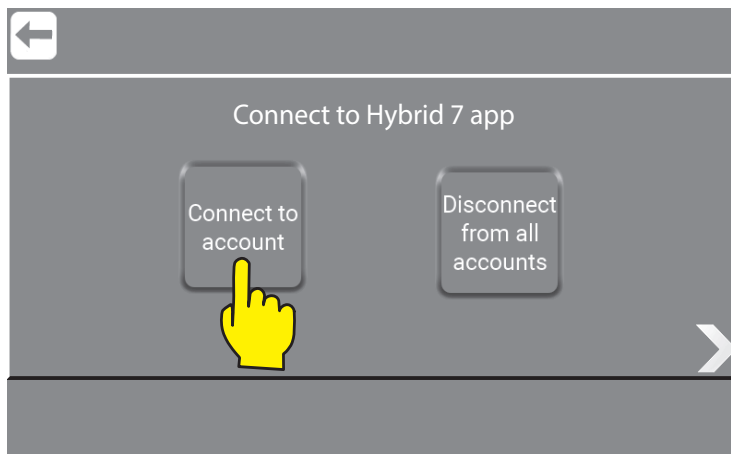 Connect to Hybrid 7 app
Connect to
account
Disconnect
from all
accounts